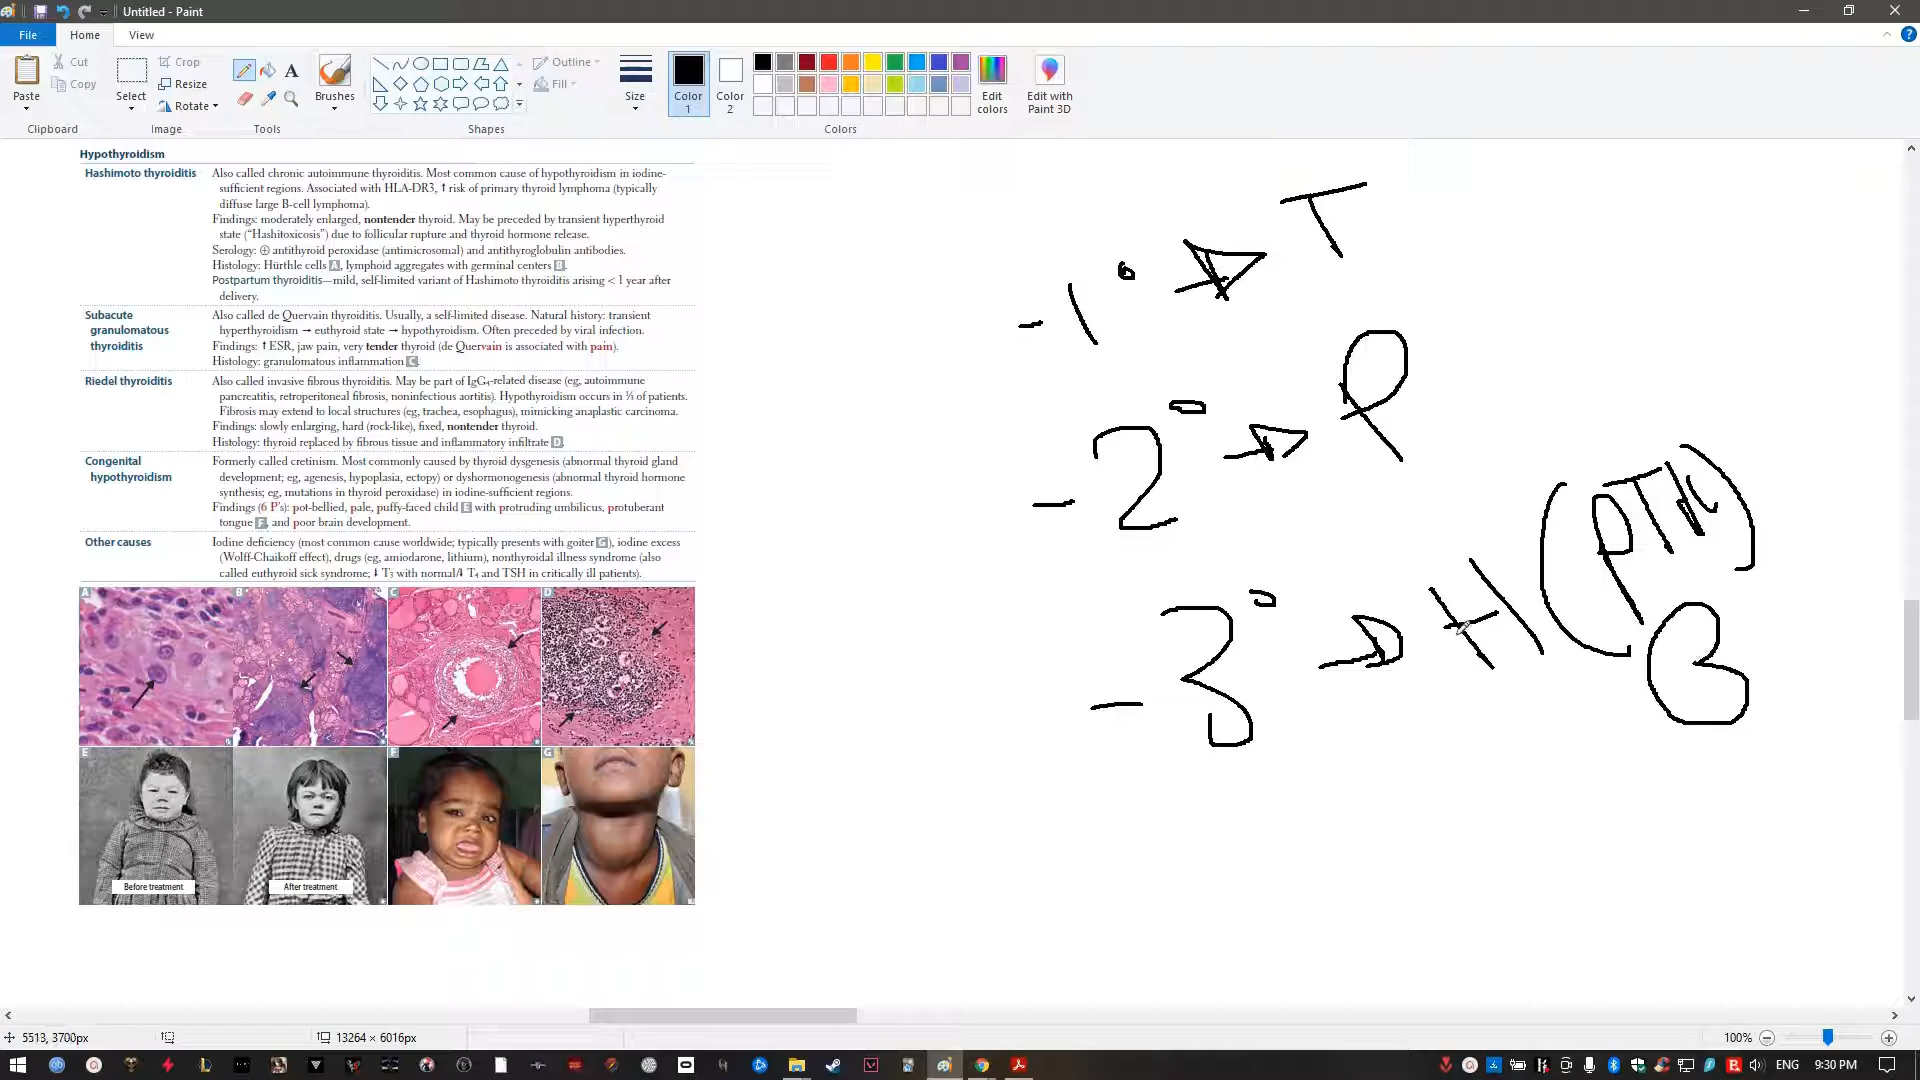 Untitled - Paint
File
Home
View
Paste
Cut
Copy
Clipboard
Select
Crop
Resize
Rotate
Image
Tools
Brushes
Shapes
Outline
Fill
Size
Color 1
Color 2
Edit colors
Edit with Paint 3D
Colors
Hypothyroidism
Hashimoto thyroiditis
Also called chronic autoimmune thyroiditis. Most common cause of hypothyroidism in iodine-
sufficient regions. Associated with HLA-DR3, ↑ risk of primary thyroid lymphoma (typically
diffuse large B-cell lymphoma).
Findings: moderately enlarged, nontender thyroid. May be preceded by transient hyperthyroid
state (“Hashitoxicosis”) due to follicular rupture and thyroid hormone release.
Serology: ⊕ antithyroid peroxidase (antimicrosomal) and antithyroglobulin antibodies.
Histology: Hürthle cells A, lymphoid aggregates with germinal centers B.
Postpartum thyroiditis—mild, self-limited variant of Hashimoto thyroiditis arising < 1 year after
delivery.
Subacute
granulomatous
thyroiditis
Also called de Quervain thyroiditis. Usually, a self-limited disease. Natural history: transient
hyperthyroidism → euthyroid state → hypothyroidism. Often preceded by viral infection.
Findings: ↑ ESR, jaw pain, very tender thyroid (de Quervain is associated with pain).
Histology: granulomatous inflammation C.
Riedel thyroiditis
Also called invasive fibrous thyroiditis. May be part of IgG₄-related disease (eg, autoimmune
pancreatitis, retroperitoneal fibrosis, noninfectious aortitis). Hypothyroidism occurs in ⅓ of patients.
Fibrosis may extend to local structures (eg, trachea, esophagus), mimicking anaplastic carcinoma.
Findings: slowly enlarging, hard (rock-like), fixed, nontender thyroid.
Histology: thyroid replaced by fibrous tissue and inflammatory infiltrate D.
Congenital
hypothyroidism
Formerly called cretinism. Most commonly caused by thyroid dysgenesis (abnormal thyroid gland
development; eg, agenesis, hypoplasia, ectopy) or dyshormonogenesis (abnormal thyroid hormone
synthesis; eg, mutations in thyroid peroxidase) in iodine-sufficient regions.
Findings (6 P's): pot-bellied, pale, puffy-faced child E with protruding umbilicus, protuberant
tongue F, and poor brain development.
Other causes
Iodine deficiency (most common cause worldwide; typically presents with goiter G), iodine excess
(Wolff-Chaikoff effect), drugs (eg, amiodarone, lithium), nonthyroidal illness syndrome (also
called euthyroid sick syndrome; ↓ T₃ with normal/↓ T₄ and TSH in critically ill patients).
A
B
C
D
E
F
G
Before treatment
After treatment
- 1° → T
- 2° → P
- 3° → H
5513, 3700px
13264 × 6016px
100%
ENG
9:30 PM